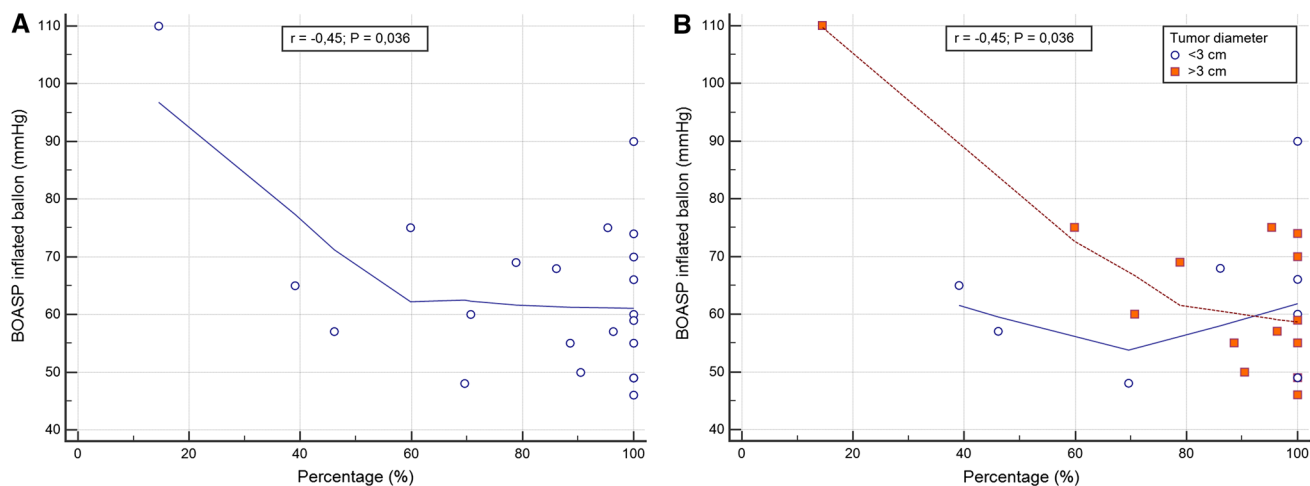 A
r = -0,45; P = 0,036
BOASP inflated ballon (mmHg)
110
100
90
80
70
60
50
40
0 20 40 60 80 100
Percentage (%)
B
r = -0,45; P = 0,036
Tumor diameter
<3 cm
>3 cm
BOASP inflated ballon (mmHg)
110
100
90
80
70
60
50
40
0 20 40 60 80 100
Percentage (%)